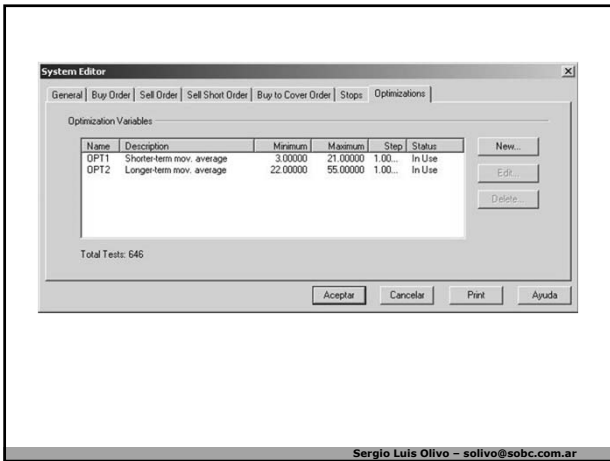 System Editor
General Buy Order Sell Order Sell Short Order Buy to Cover Order Stops Optimizations
Optimization Variables
Name Description Minimum Maximum Step Status
OPT1 Shorter-term mov. average 3.00000 21.00000 1.00... In Use
OPT2 Longer-term mov. average 22.00000 55.00000 1.00... In Use
New...
Edit...
Delete...
Total Tests: 646
Aceptar Cancelar Print Ayuda
Sergio Luis Olivo – solivo@sobc.com.ar